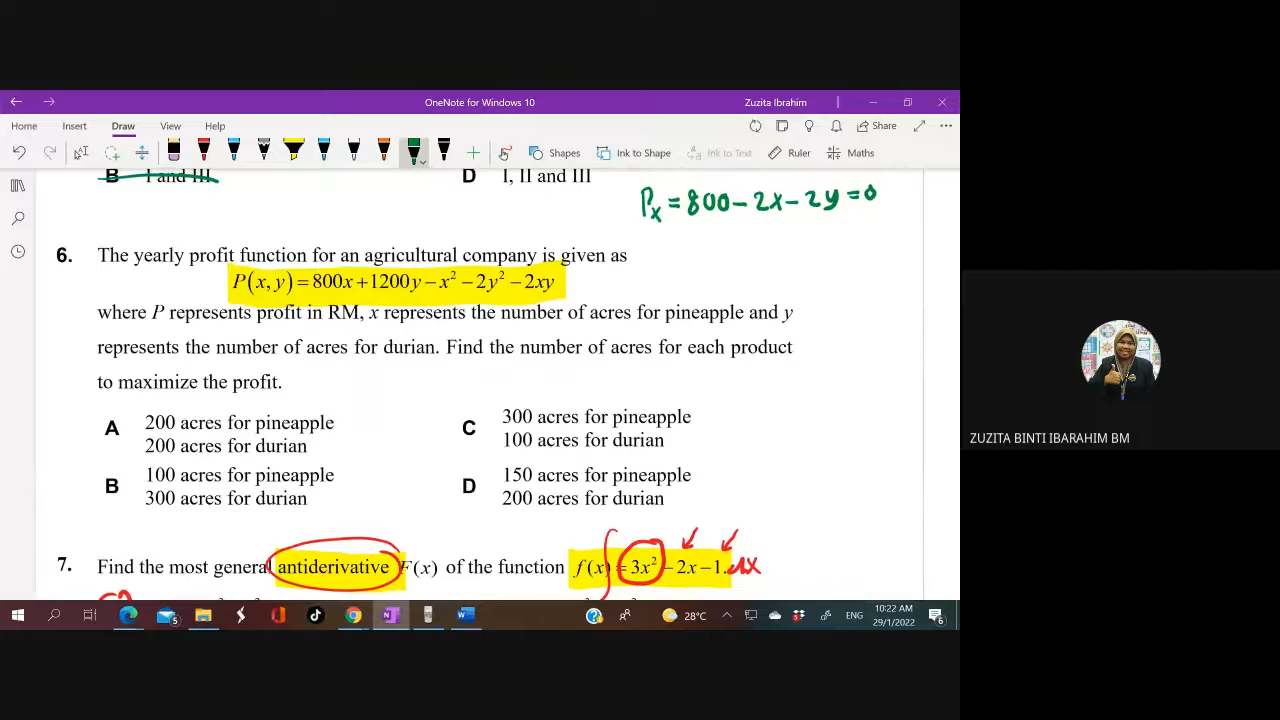 OneNote for Windows 10
Zuzita Ibrahim
Home Insert Draw View Help
Share
Shapes Ink to Shape Ink to Text Ruler Maths
B I and III
D I, II and III
Px = 800 - 2x - 2y = 0
6. The yearly profit function for an agricultural company is given as
P(x, y) = 800x + 1200y − x² − 2y² − 2xy
where P represents profit in RM, x represents the number of acres for pineapple and y
represents the number of acres for durian. Find the number of acres for each product
to maximize the profit.
A 200 acres for pineapple
200 acres for durian
C 300 acres for pineapple
100 acres for durian
B 100 acres for pineapple
300 acres for durian
D 150 acres for pineapple
200 acres for durian
7. Find the most general antiderivative F(x) of the function f(x) = ∫ 3x² − 2x − 1. dx
28°C
ENG
10:22 AM
29/1/2022
6
5
ZUZITA BINTI IBARAHIM BM